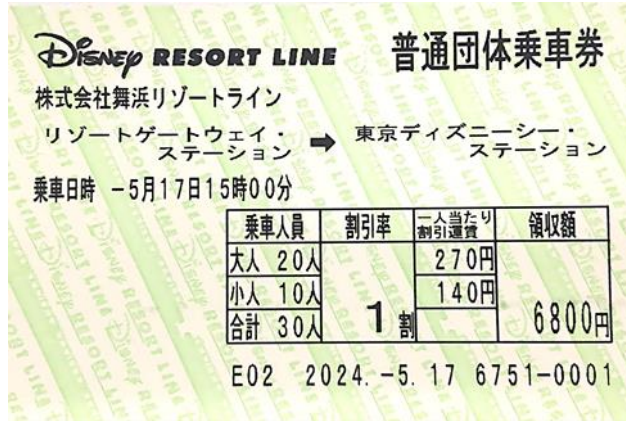 Disney RESORT LINE 普通団体乗車券
株式会社舞浜リゾートライン
リゾートゲートウェイ・ステーション ➡ 東京ディズニーシー・ステーション
乗車日時 -5月17日15時00分
乗車人員 割引率 一人当たり割引運賃 領収額
大人 20人 270円
小人 10人 140円
合計 30人 1割 6800円
E02 2024.-5.17 6751-0001